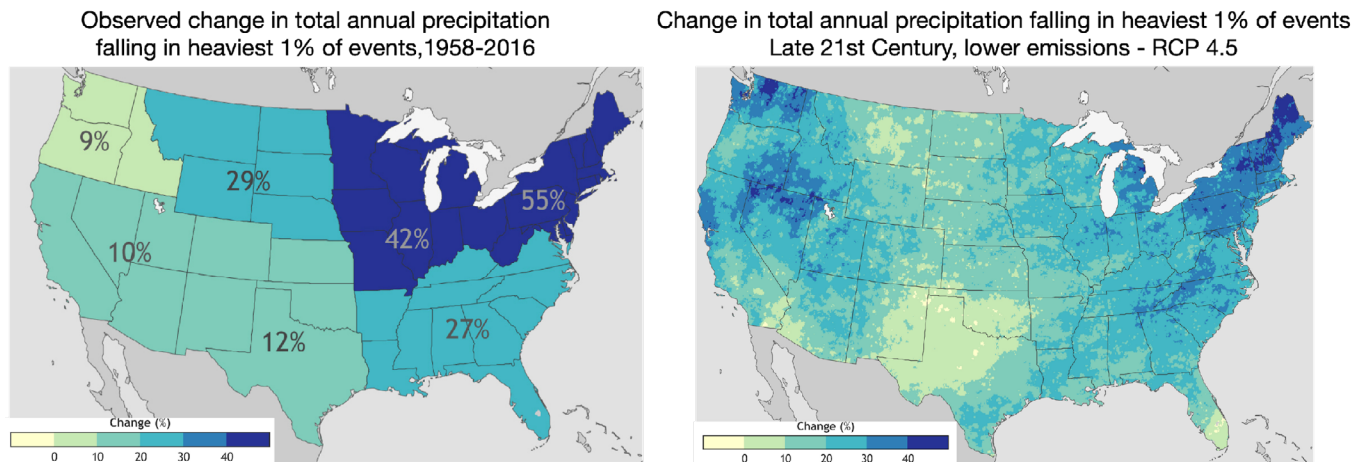 Observed change in total annual precipitation
falling in heaviest 1% of events,1958-2016
9%
29%
55%
42%
10%
27%
12%
Change (%)
0 10 20 30 40
Change in total annual precipitation falling in heaviest 1% of events
Late 21st Century, lower emissions - RCP 4.5
Change (%)
0 10 20 30 40